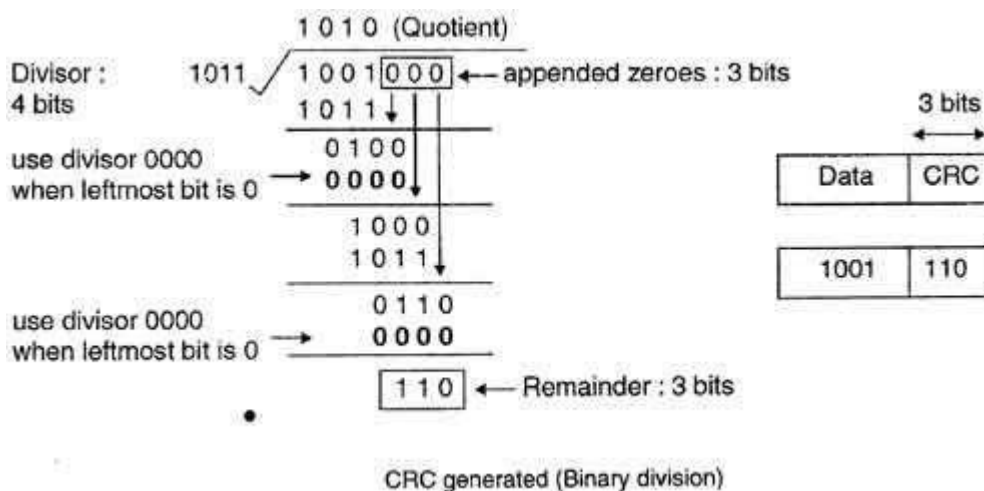 1 0 1 0 (Quotient)
Divisor : 1011 1 0 0 1 0 0 0 appended zeroes : 3 bits
4 bits 1 0 1 1
3 bits
0 1 0 0
use divisor 0000
when leftmost bit is 0 0 0 0 0
Data CRC
1 0 0 0
1 0 1 1
1001 110
0 1 1 0
use divisor 0000
when leftmost bit is 0 0 0 0 0
1 1 0 Remainder : 3 bits
CRC generated (Binary division)